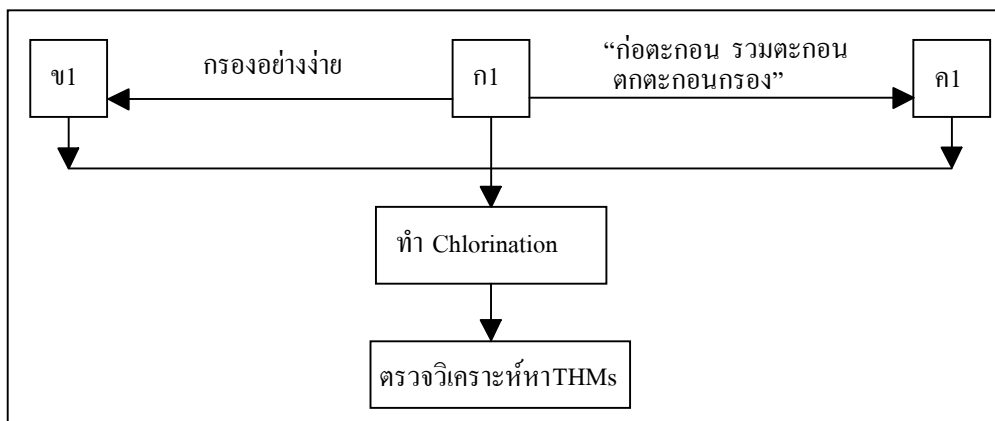 ข1
กรองอย่างง่าย
ก1
“ก่อตะกอน รวมตะกอน
ตกตะกอนกรอง”
ค1
ทำ Chlorination
ตรวจวิเคราะห์หาTHMs